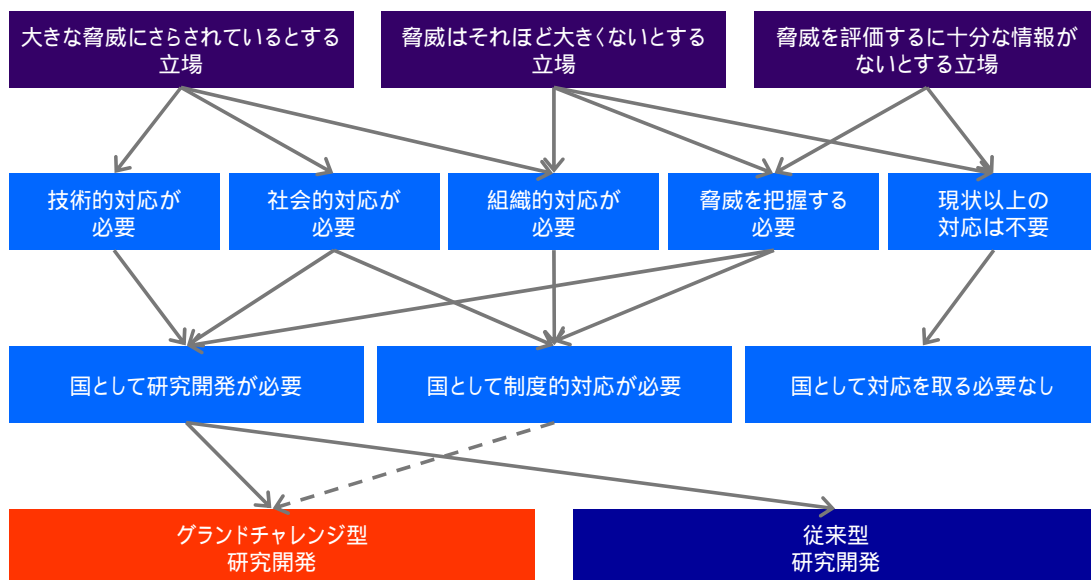 大きな脅威にさらされているとする
立場
脅威はそれほど大きくないとする
立場
脅威を評価するに十分な情報が
ないとする立場
技術的対応が
必要
社会的対応が
必要
組織的対応が
必要
脅威を把握する
必要
現状以上の
対応は不要
国として研究開発が必要
国として制度的対応が必要
国として対応を取る必要なし
グランドチャレンジ型
研究開発
従来型
研究開発